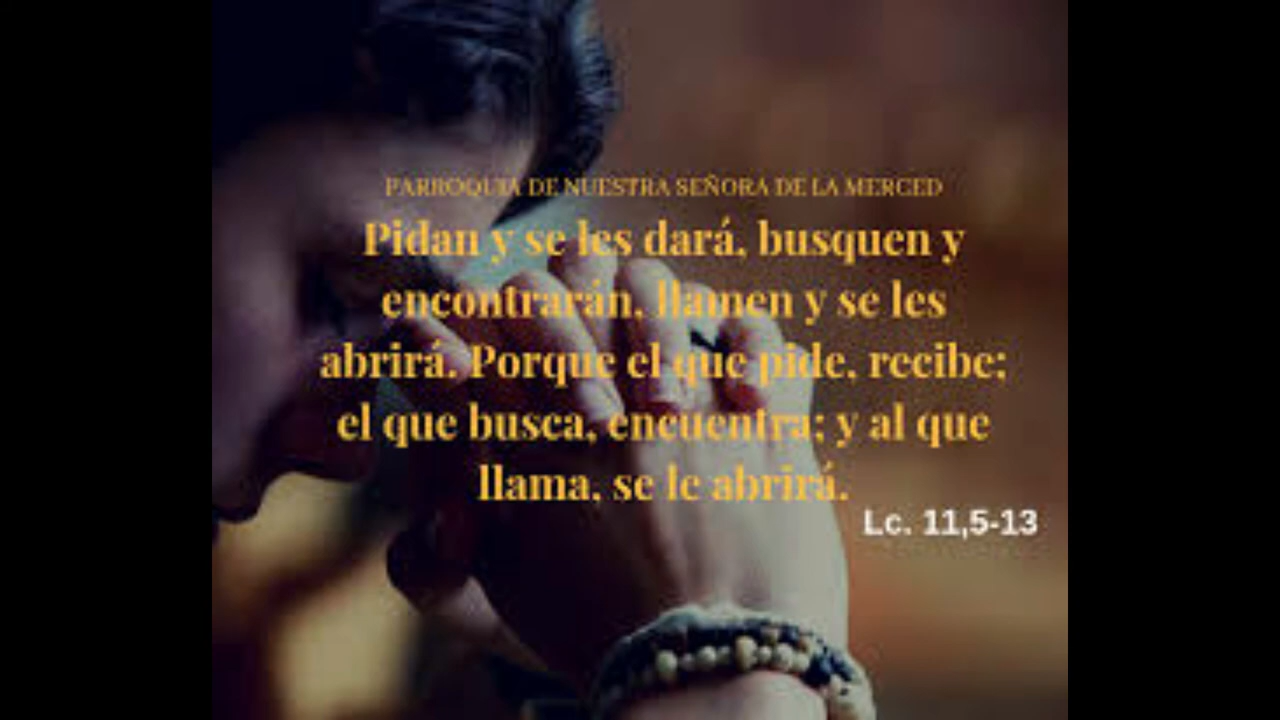 PARROQUIA DE NUESTRA SEÑORA DE LA MERCED
Pidan y se les dará, busquen y
encontrarán, llamen y se les
abrirá. Porque el que pide, recibe;
el que busca, encuentra; y al que
llama, se le abrirá.
Lc. 11,5-13